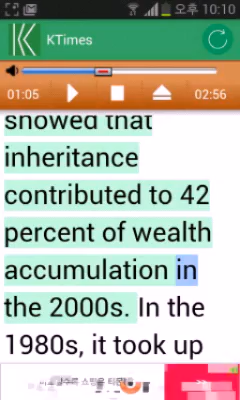 오후 10:10
KTimes
01:05
02:56
showed that
inheritance
contributed to 42
percent of wealth
accumulation in
the 2000s. In the
1980s, it took up